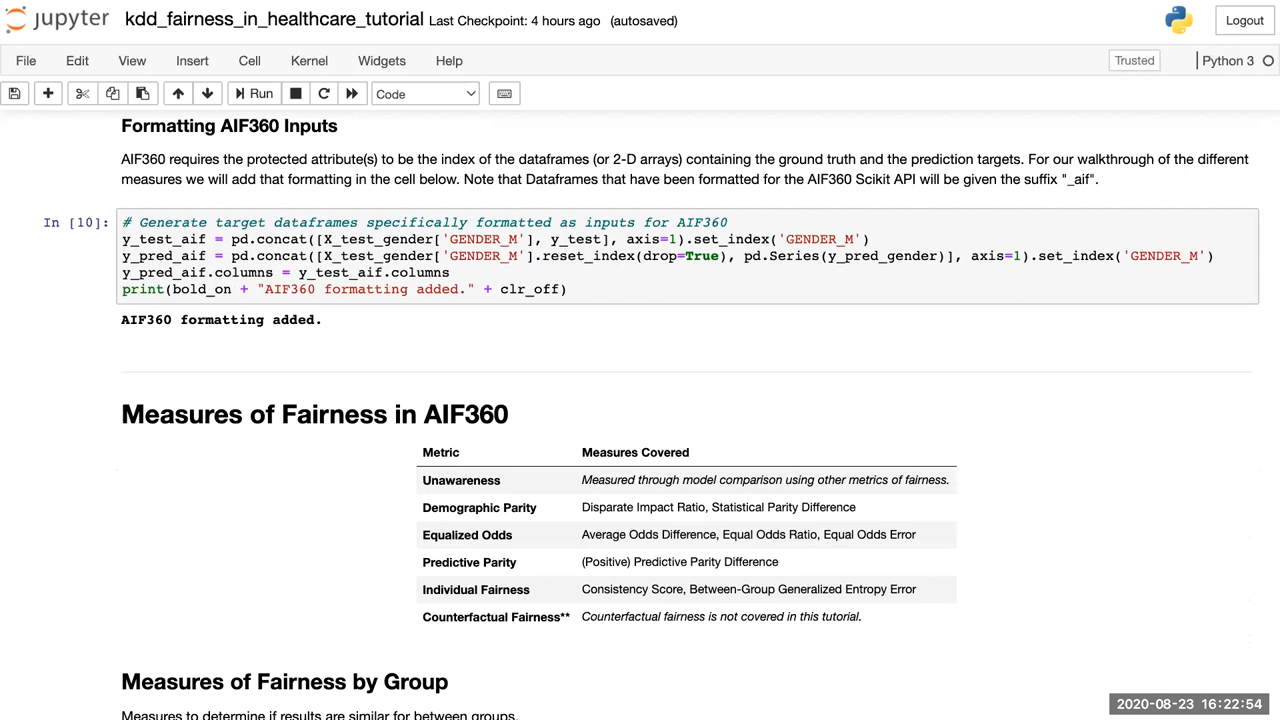 jupyter kdd_fairness_in_healthcare_tutorial Last Checkpoint: 4 hours ago (autosaved) Logout
File Edit View Insert Cell Kernel Widgets Help Trusted Python 3
Run Code
Formatting AIF360 Inputs
AIF360 requires the protected attribute(s) to be the index of the dataframes (or 2-D arrays) containing the ground truth and the prediction targets. For our walkthrough of the different
measures we will add that formatting in the cell below. Note that Dataframes that have been formatted for the AIF360 Scikit API will be given the suffix "_aif".
In [10]: # Generate target dataframes specifically formatted as inputs for AIF360
y_test_aif = pd.concat([X_test_gender['GENDER_M'], y_test], axis=1).set_index('GENDER_M')
y_pred_aif = pd.concat([X_test_gender['GENDER_M'].reset_index(drop=True), pd.Series(y_pred_gender)], axis=1).set_index('GENDER_M')
y_pred_aif.columns = y_test_aif.columns
print(bold_on + "AIF360 formatting added." + clr_off)
AIF360 formatting added.
Measures of Fairness in AIF360
Metric Measures Covered
Unawareness Measured through model comparison using other metrics of fairness.
Demographic Parity Disparate Impact Ratio, Statistical Parity Difference
Equalized Odds Average Odds Difference, Equal Odds Ratio, Equal Odds Error
Predictive Parity (Positive) Predictive Parity Difference
Individual Fairness Consistency Score, Between-Group Generalized Entropy Error
Counterfactual Fairness** Counterfactual fairness is not covered in this tutorial.
Measures of Fairness by Group
Measures to determine if results are similar for between groups.
2020-08-23 16:22:54